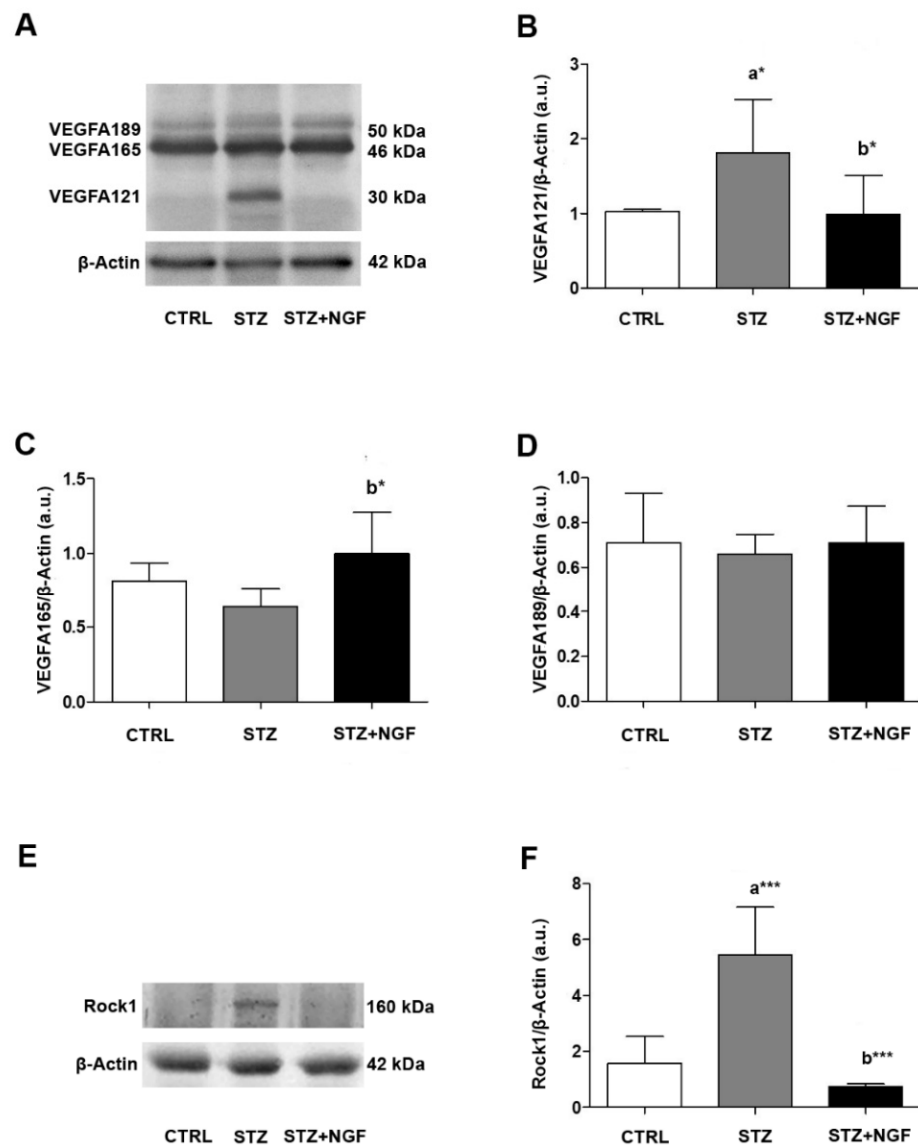 A
VEGFA189
VEGFA165
VEGFA121
β-Actin
50 kDa
46 kDa
30 kDa
42 kDa
CTRL STZ STZ+NGF
B
VEGFA121/β-Actin (a.u.)
3
2
1
0
a*
b*
CTRL STZ STZ+NGF
C
VEGFA165/β-Actin (a.u.)
1.5
1.0
0.5
0.0
b*
CTRL STZ STZ+NGF
D
VEGFA189/β-Actin (a.u.)
1.0
0.8
0.6
0.4
0.2
0.0
CTRL STZ STZ+NGF
E
Rock1
160 kDa
β-Actin
42 kDa
CTRL STZ STZ+NGF
F
Rock1/β-Actin (a.u.)
8
6
4
2
0
a***
b***
CTRL STZ STZ+NGF